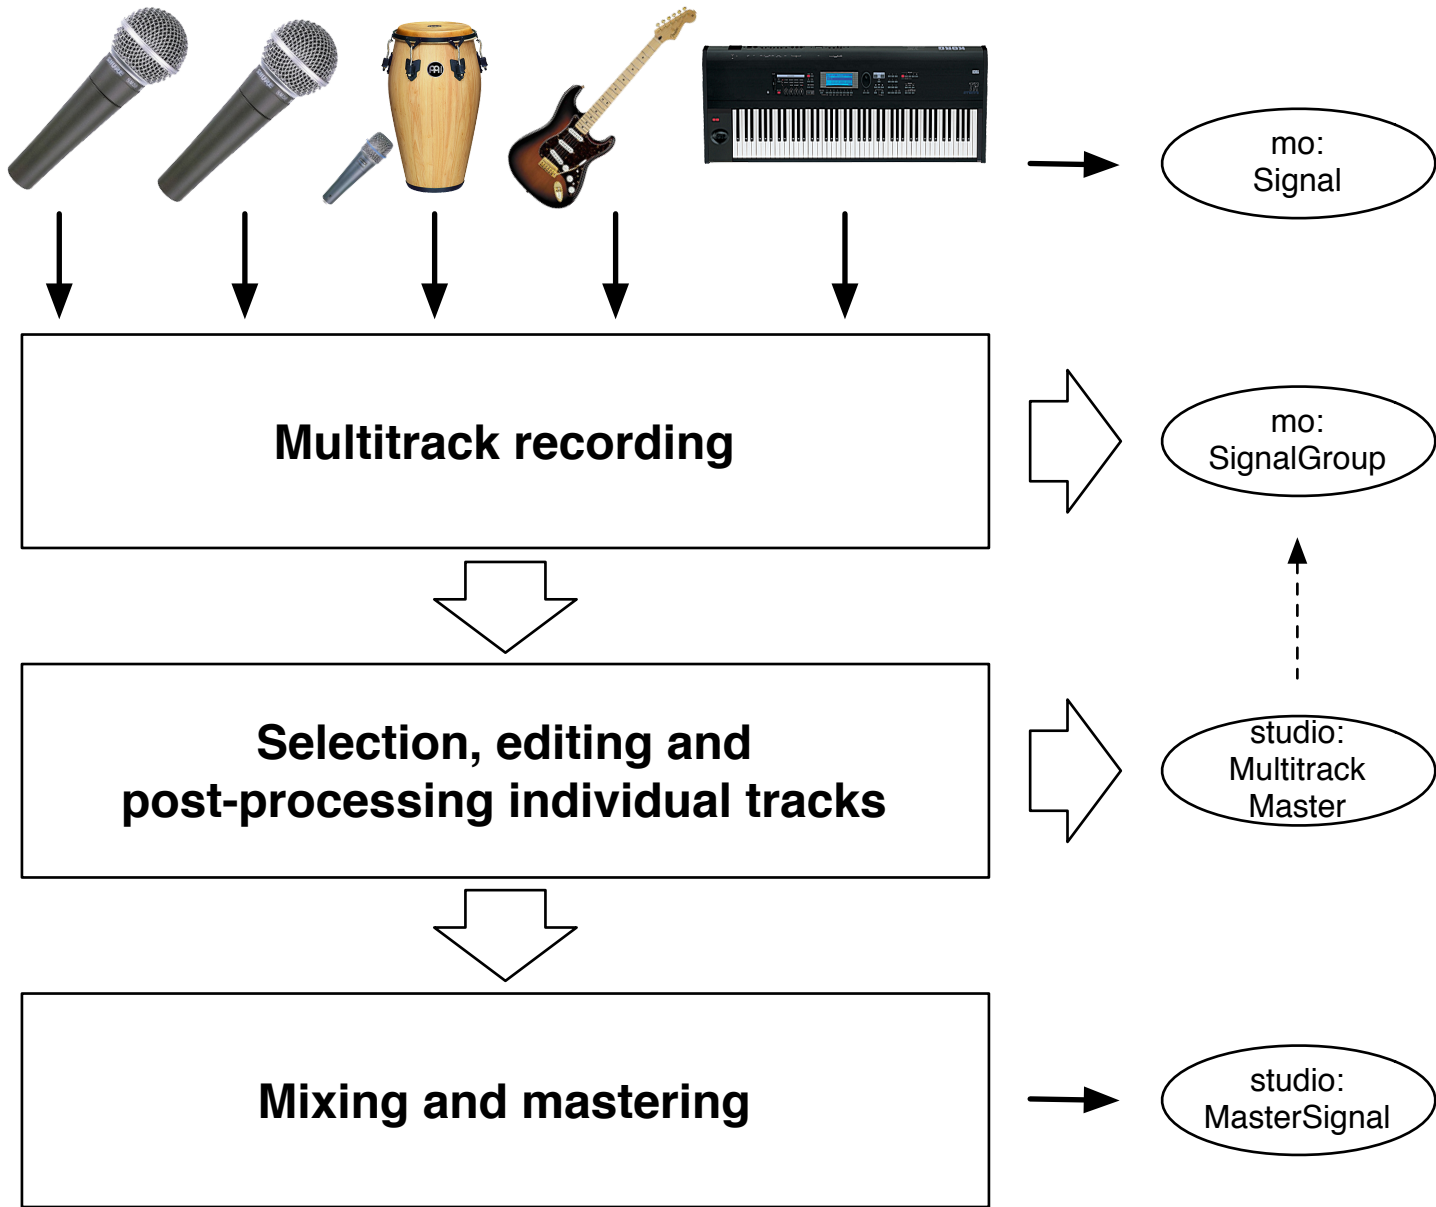 KORG
mo:
Signal
Multitrack recording
mo:
SignalGroup
Selection, editing and
post-processing individual tracks
studio:
Multitrack
Master
Mixing and mastering
studio:
MasterSignal